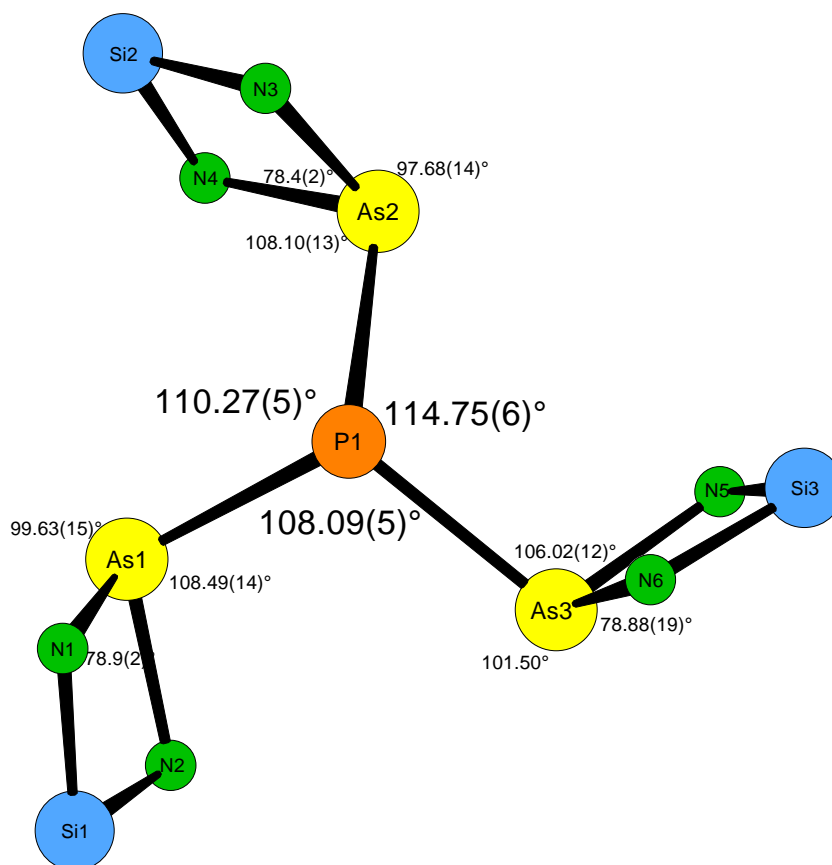 Si2
N3
97.68(14)°
78.4(2)°
N4
As2
108.10(13)°
110.27(5)°
114.75(6)°
P1
N5
Si3
108.09(5)°
99.63(15)°
As1
108.49(14)°
106.02(12)°
N6
As3
78.88(19)°
101.50°
N1
78.9(2)°
N2
Si1